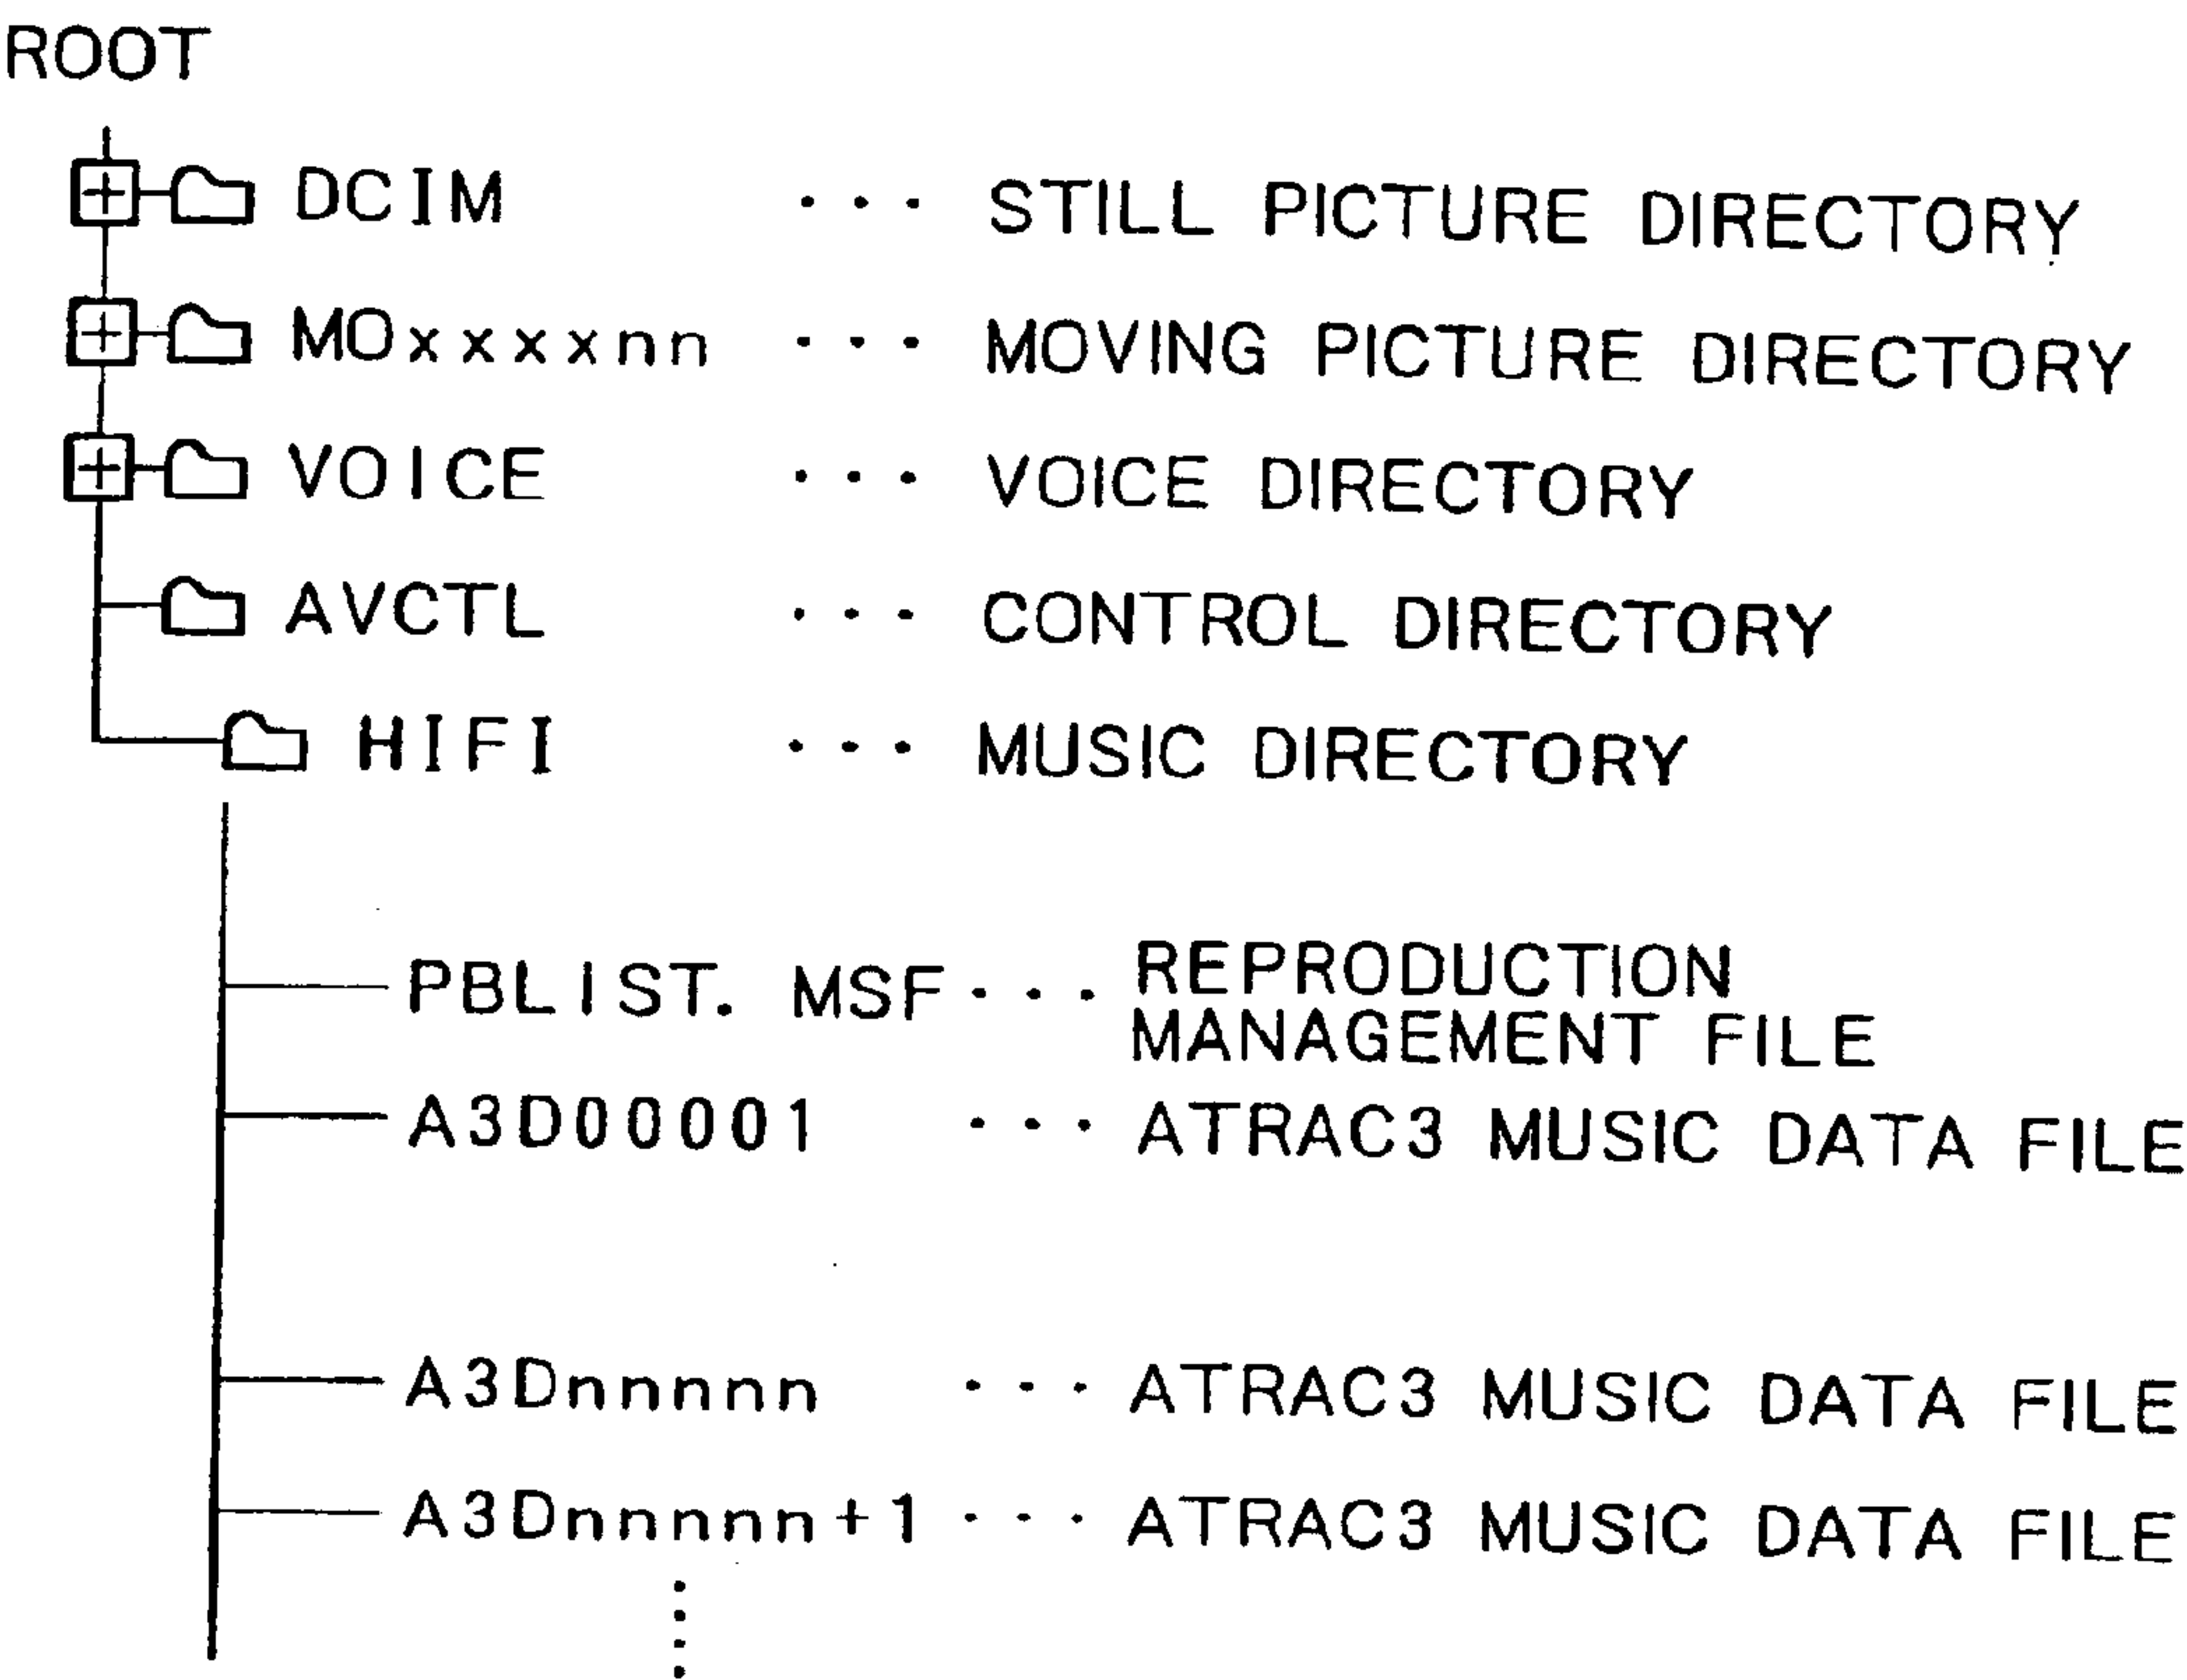 ROOT
DCIM ... STILL PICTURE DIRECTORY
MOxxxxnn ... MOVING PICTURE DIRECTORY
VOICE ... VOICE DIRECTORY
AVCTL ... CONTROL DIRECTORY
HIFI ... MUSIC DIRECTORY
PBLIST. MSF... REPRODUCTION
MANAGEMENT FILE
A3D00001 ... ATRAC3 MUSIC DATA FILE
A3Dnnnnn ... ATRAC3 MUSIC DATA FILE
A3Dnnnnn+1 ... ATRAC3 MUSIC DATA FILE